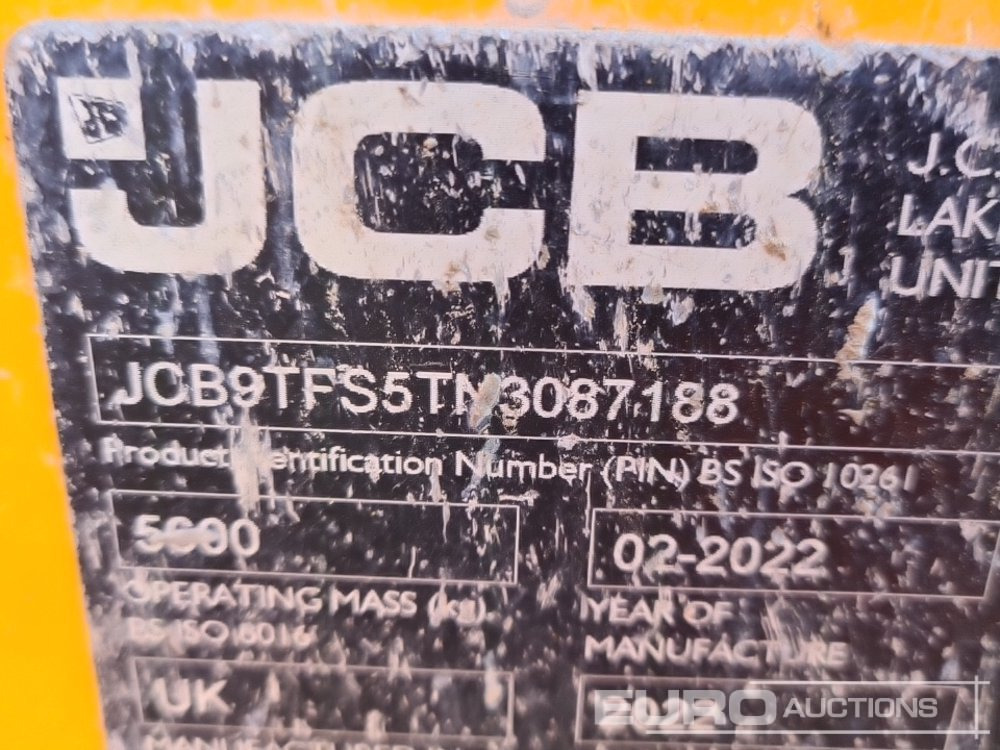 JCB
J.C
LAK
UNIT
JCB9TFS5TN3087188
Product Identification Number (PIN) BS ISO 10261
02-2022
OPERATING MASS (kg)
BS ISO 6016
YEAR OF
MANUFACTURE
UK
2022
EURO AUCTIONS